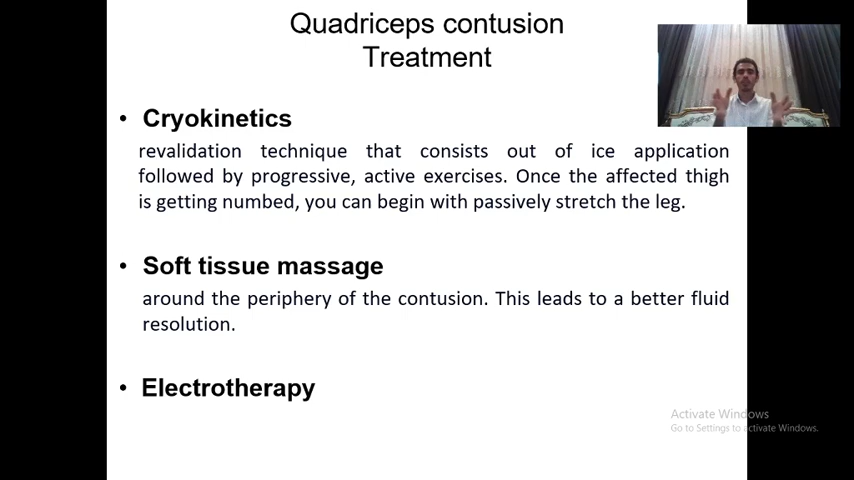 Quadriceps contusion
Treatment
• Cryokinetics
revalidation technique that consists out of ice application
followed by progressive, active exercises. Once the affected thigh
is getting numbed, you can begin with passively stretch the leg.
• Soft tissue massage
around the periphery of the contusion. This leads to a better fluid
resolution.
• Electrotherapy
Activate Windows
Go to Settings to activate Windows.